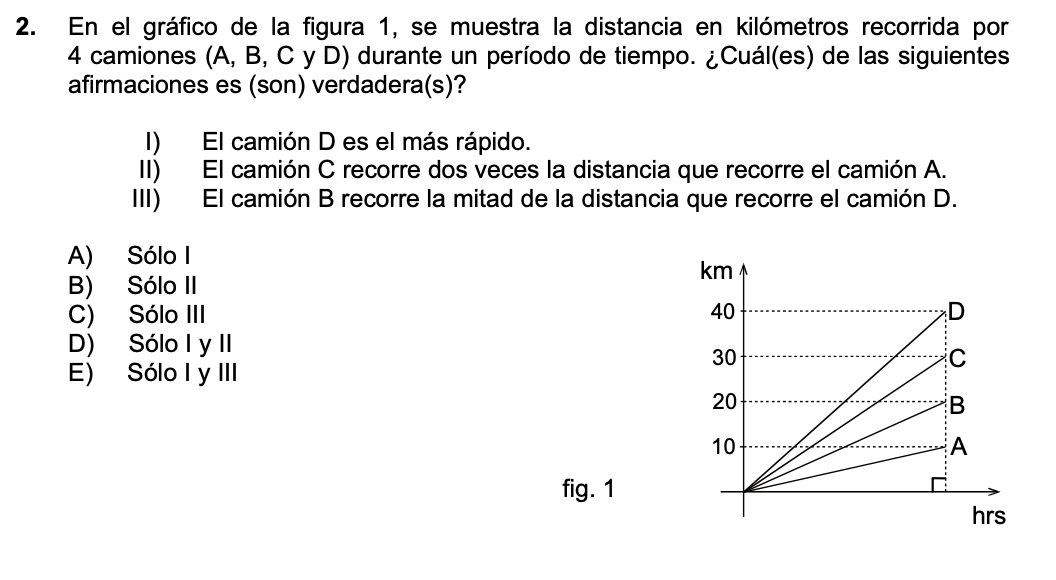 2. En el gráfico de la figura 1, se muestra la distancia en kilómetros recorrida por
4 camiones (A, B, C y D) durante un período de tiempo. ¿Cuál(es) de las siguientes
afirmaciones es (son) verdadera(s)?
I) El camión D es el más rápido.
II) El camión C recorre dos veces la distancia que recorre el camión A.
III) El camión B recorre la mitad de la distancia que recorre el camión D.
A) Sólo I
B) Sólo II
C) Sólo III
D) Sólo I y II
E) Sólo I y III
km
40 D
30 C
20 B
10 A
fig. 1
hrs